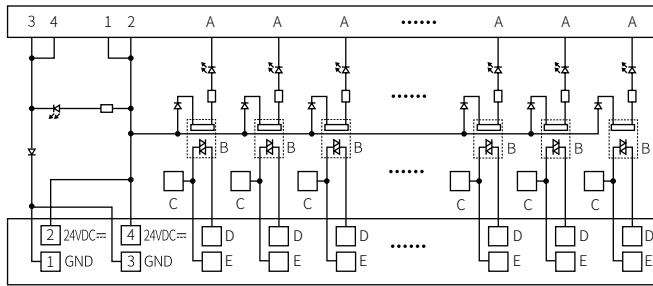 3 4 1 2 A A A •••••• A A A
••••••
B B B B B B
••••••
C C C C C C
2 24VDC⎓ 4 24VDC⎓ D D D D D D
••••••
1 GND 3 GND E E E E E E